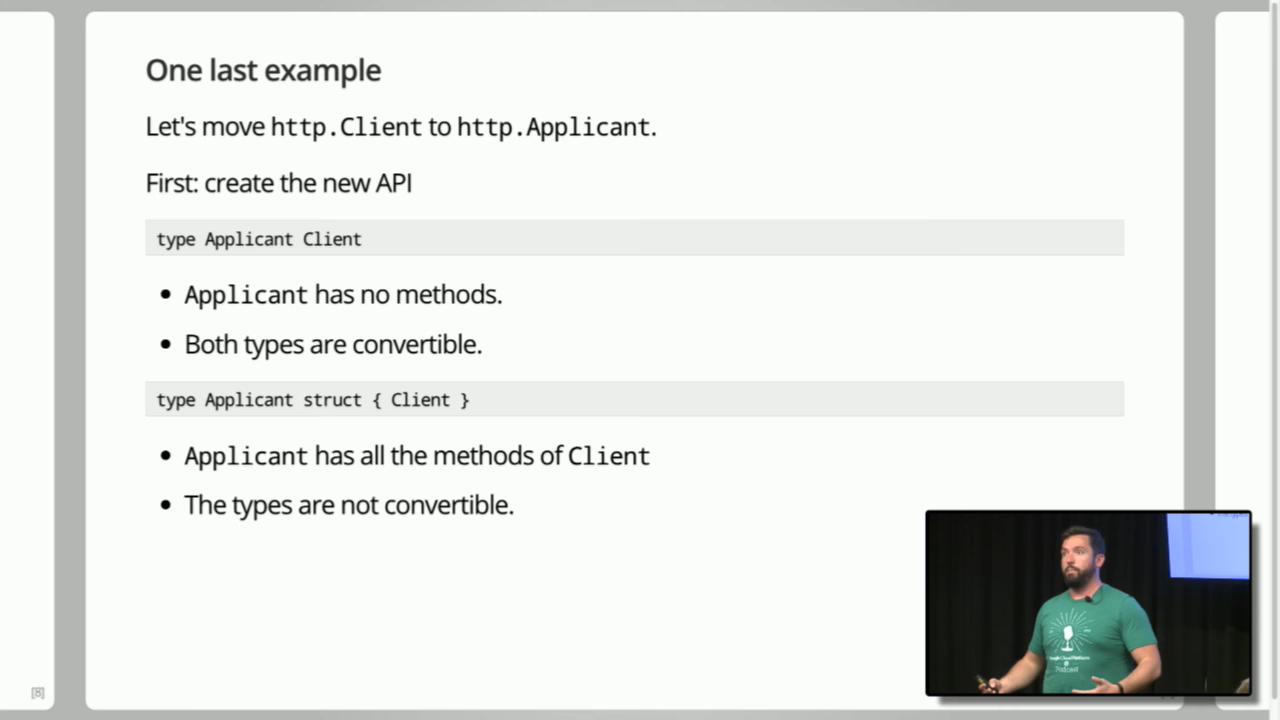 One last example
Let's move http.Client to http.Applicant.
First: create the new API
type Applicant Client
• Applicant has no methods.
• Both types are convertible.
type Applicant struct { Client }
• Applicant has all the methods of Client
• The types are not convertible.
[8]
Podcast